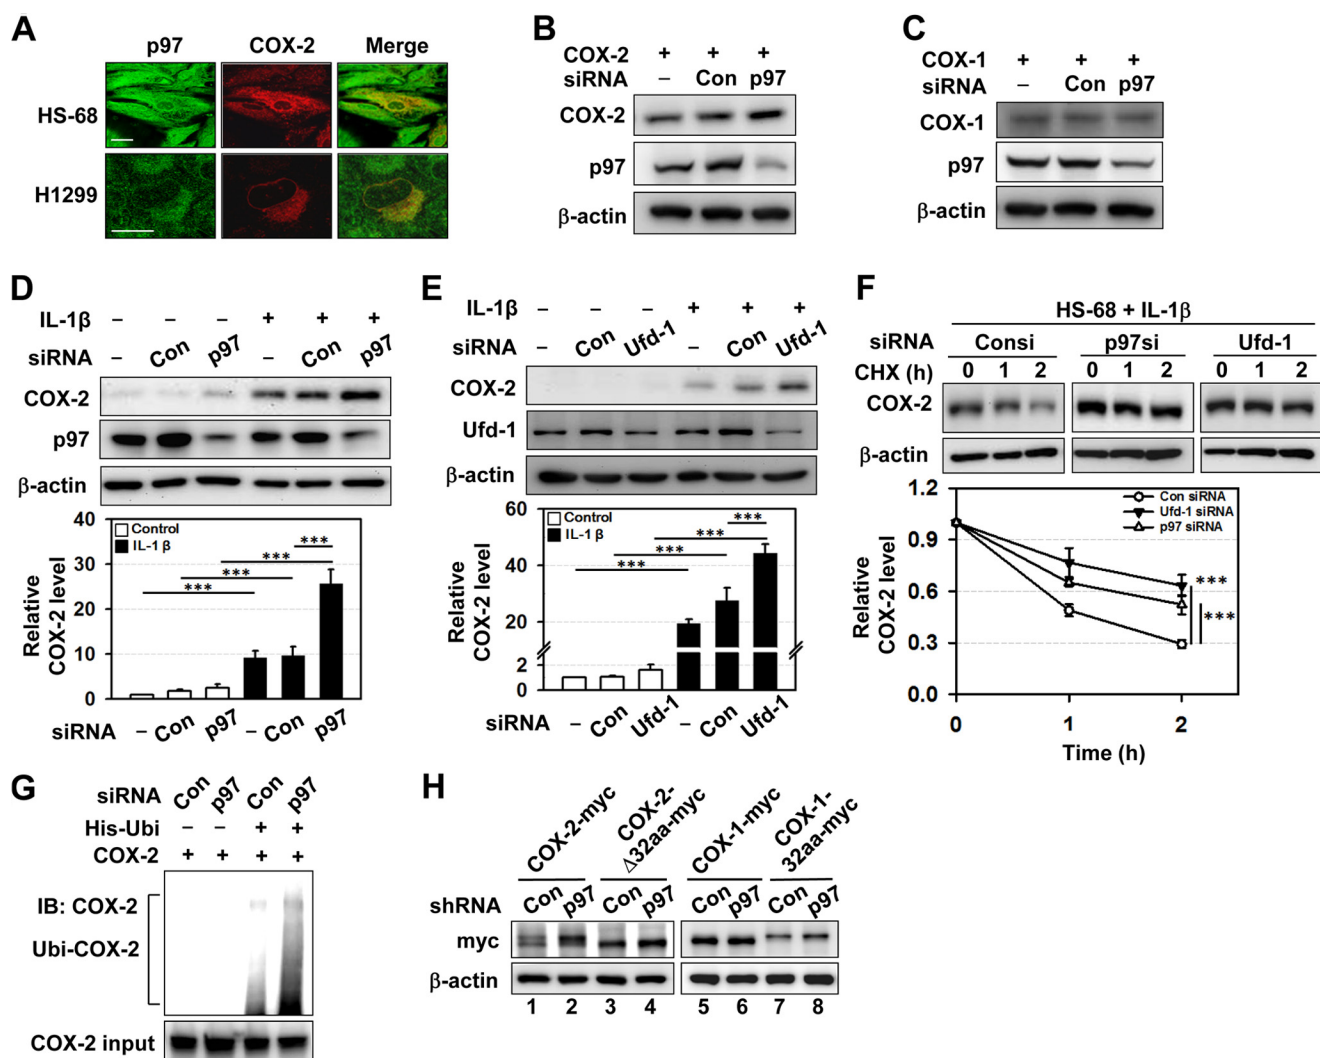 A
p97 COX-2 Merge
HS-68
H1299
B
COX-2 + + +
siRNA – Con p97
COX-2
p97
β-actin
C
COX-1 + + +
siRNA – Con p97
COX-1
p97
β-actin
D
IL-1β – – – + + +
siRNA – Con p97 – Con p97
COX-2
p97
β-actin
Relative
COX-2 level
40
30
20
10
0
Control
IL-1 β
***
***
***
***
siRNA – Con p97 – Con p97
E
IL-1β – – – + + +
siRNA – Con Ufd-1 – Con Ufd-1
COX-2
Ufd-1
β-actin
Relative
COX-2 level
60
40
20
2
0
Control
IL-1 β
***
***
***
***
siRNA – Con Ufd-1 – Con Ufd-1
F
HS-68 + IL-1β
siRNA Consi p97si Ufd-1
CHX (h) 0 1 2 0 1 2 0 1 2
COX-2
β-actin
Relative
COX-2 level
1.2
0.9
0.6
0.3
0.0
Con siRNA
Ufd-1 siRNA
p97 siRNA
***
***
0 1 2
Time (h)
G
siRNA Con p97 Con p97
His-Ubi – – + +
COX-2 + + + +
IB: COX-2
Ubi-COX-2
COX-2 input
H
COX-2-myc
COX-2-
Δ32aa-myc
COX-1-myc
COX-1-
32aa-myc
shRNA Con p97 Con p97 Con p97 Con p97
myc
β-actin
1 2 3 4 5 6 7 8